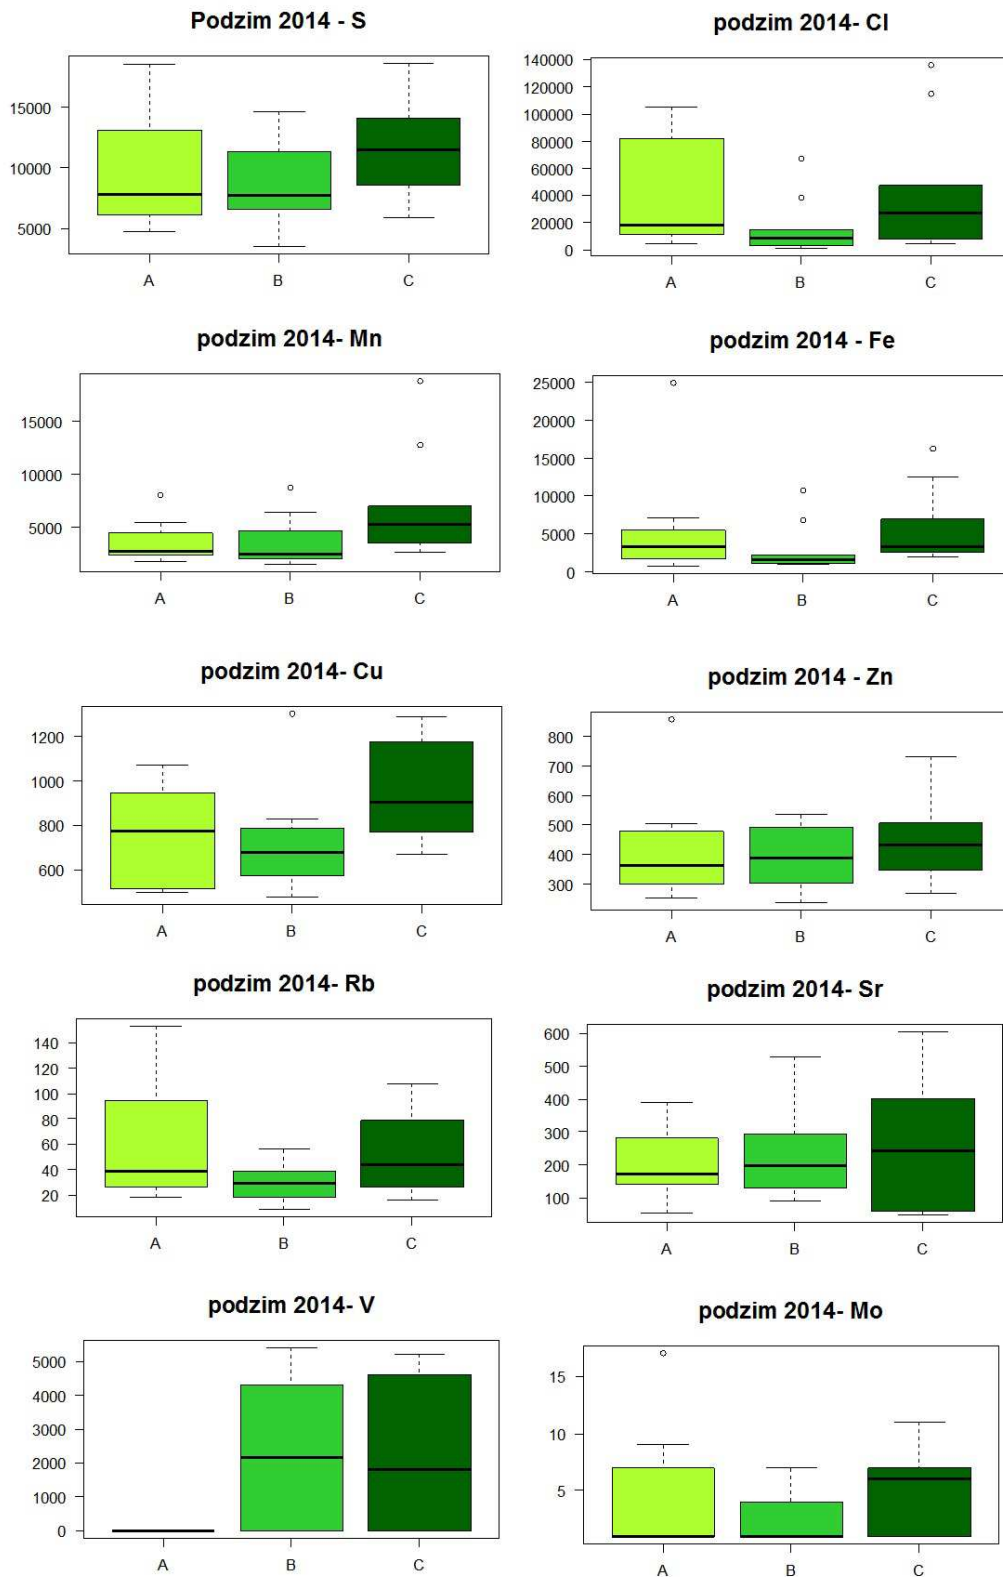 Podzim 2014 - S
15000
10000
5000
A B C
podzim 2014- Cl
140000
120000
100000
80000
60000
40000
20000
0
A B C
podzim 2014- Mn
15000
10000
5000
A B C
podzim 2014 - Fe
25000
20000
15000
10000
5000
0
A B C
podzim 2014- Cu
1200
1000
800
600
A B C
podzim 2014 - Zn
800
700
600
500
400
300
A B C
podzim 2014- Rb
140
120
100
80
60
40
20
A B C
podzim 2014- Sr
600
500
400
300
200
100
A B C
podzim 2014- V
5000
4000
3000
2000
1000
0
A B C
podzim 2014- Mo
15
10
5
A B C